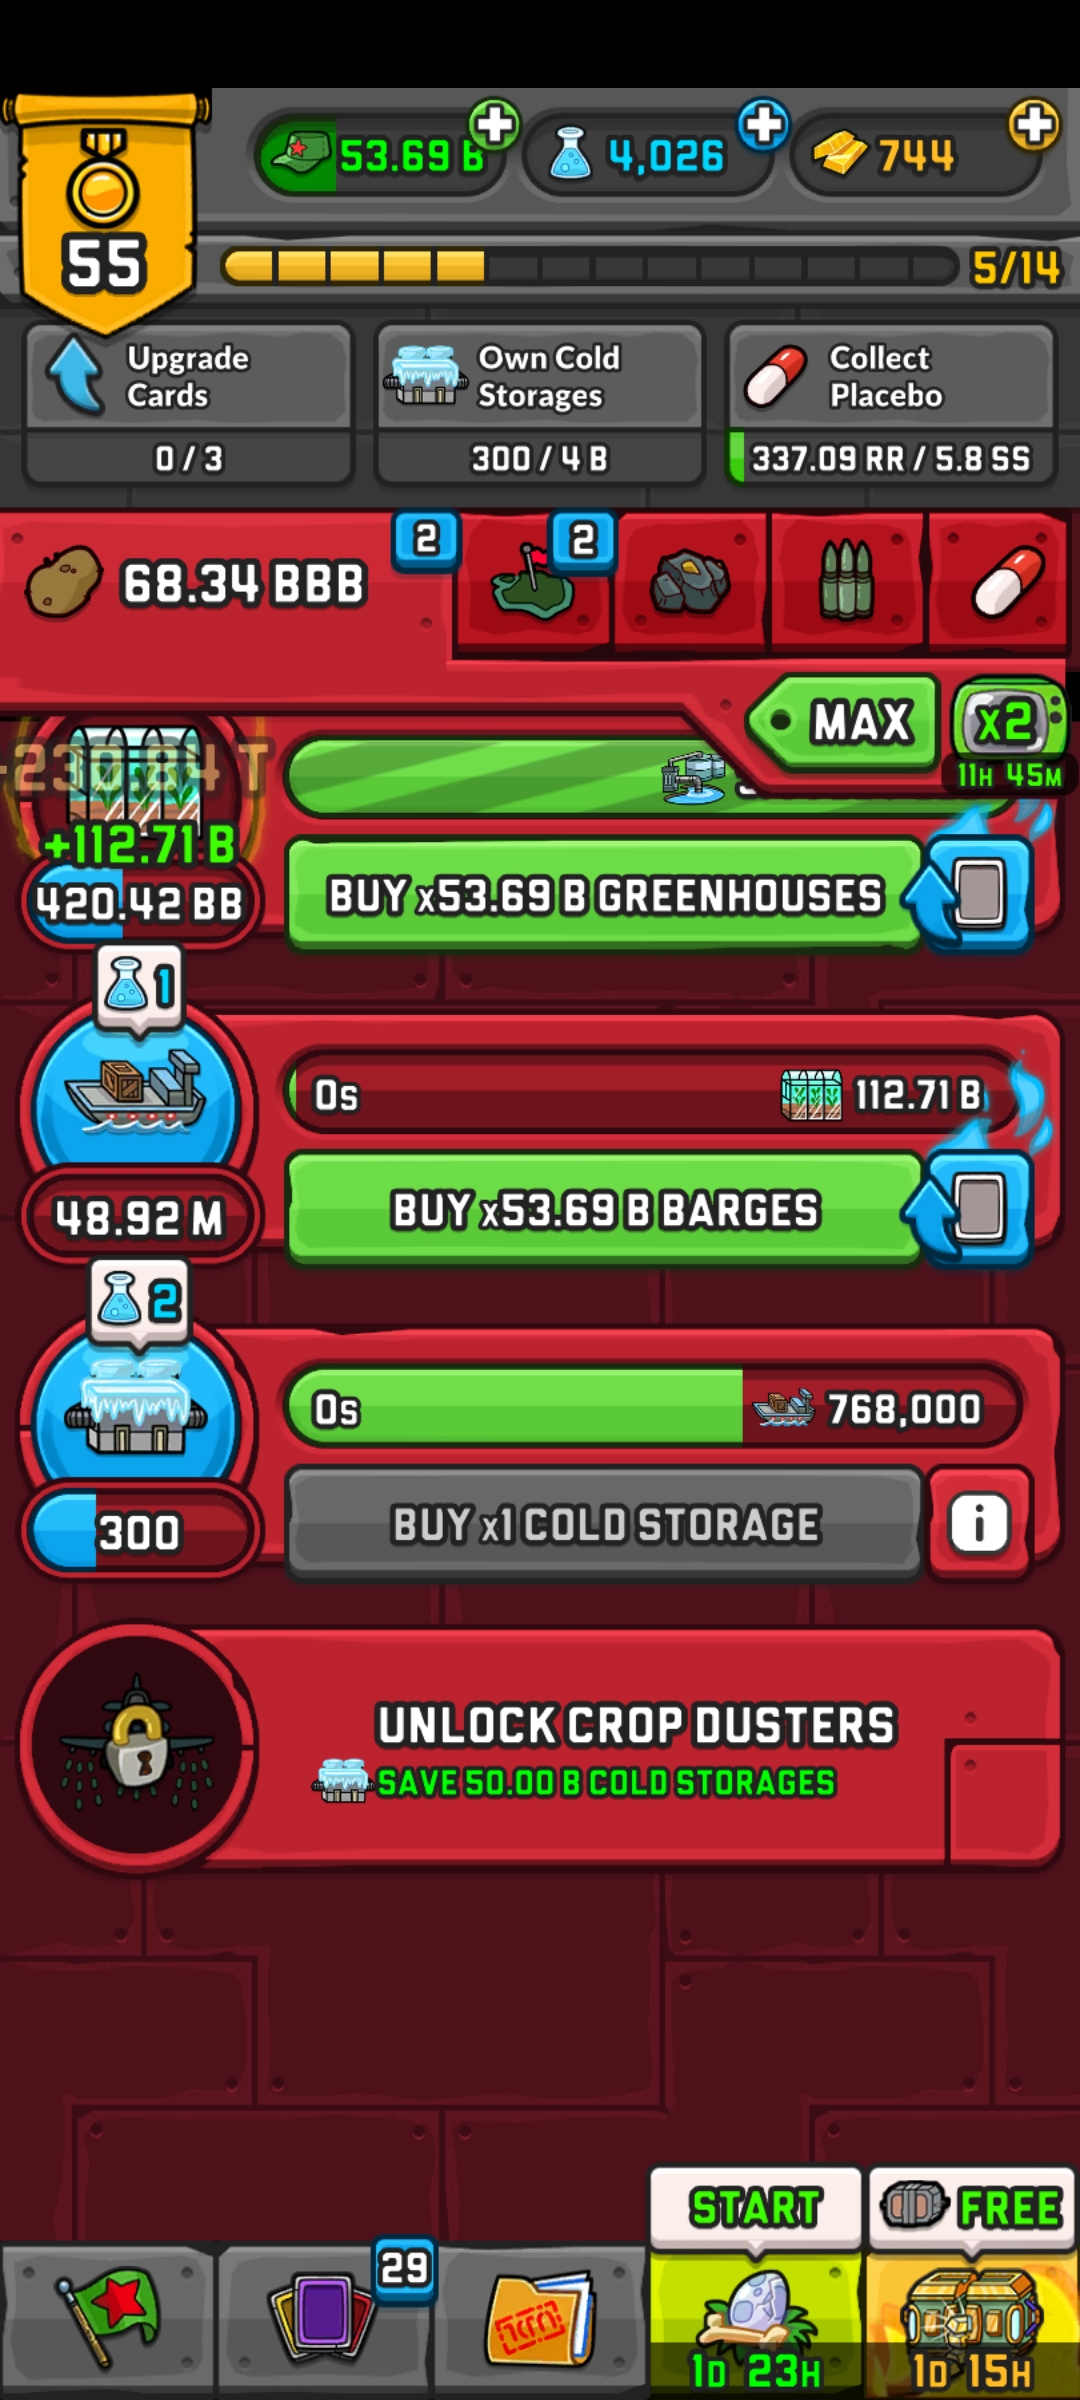 53.69 B
4,026
744
55
5/14
Upgrade
Cards
0 / 3
Own Cold
Storages
300 / 4 B
Collect
Placebo
337.09 RR / 5.8 SS
68.34 BBB
2
2
MAX
x2
11H 45M
-230.84 T
+112.71 B
420.42 BB
BUY x53.69 B GREENHOUSES
1
0s
112.71 B
48.92 M
BUY x53.69 B BARGES
2
0s
768,000
300
BUY x1 COLD STORAGE
i
UNLOCK CROP DUSTERS
SAVE 50.00 B COLD STORAGES
START
FREE
29
1D 23H
1D 15H